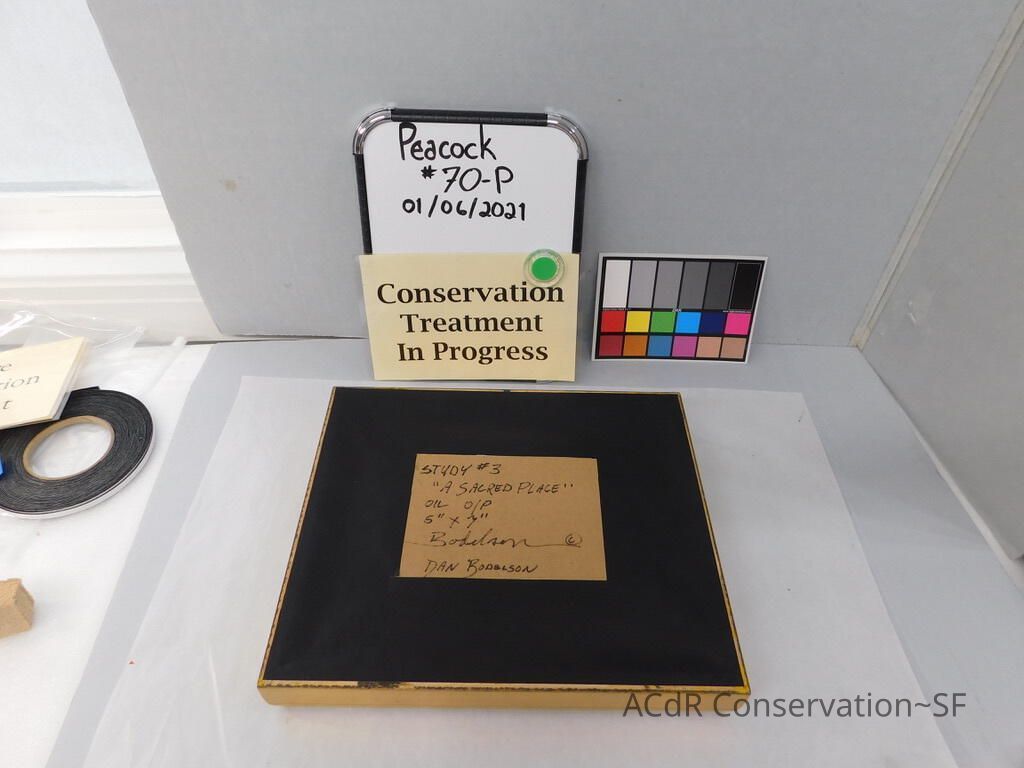 Peacock
#70-P
01/06/2021
Conservation
Treatment
In Progress
tion
t
STUDY #3
"A SACRED PLACE"
OIL O/P
5" x 7"
Bodelson ©
DAN BODELSON
ACdR Conservation~SF